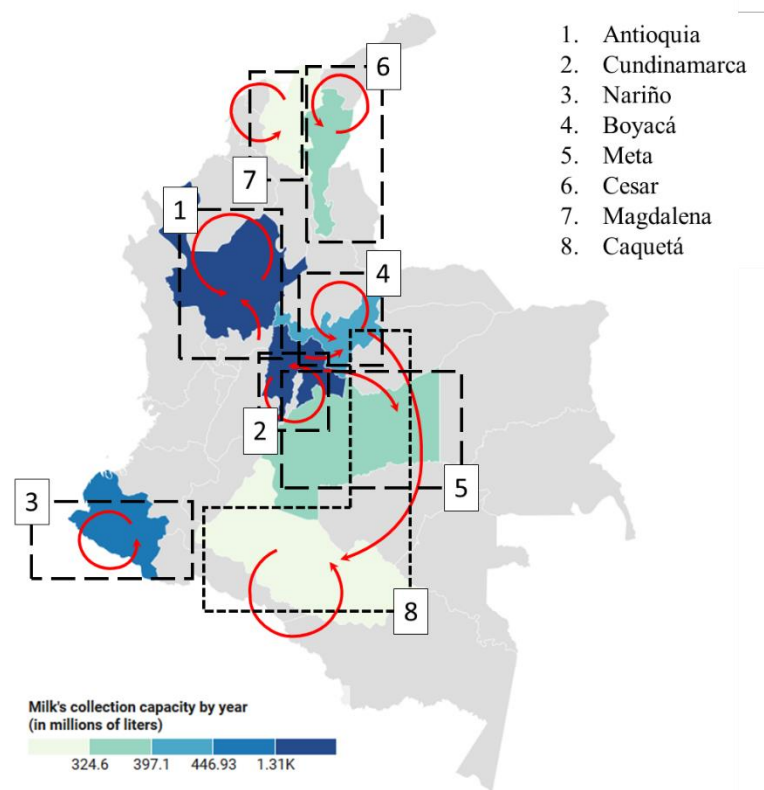 1. Antioquia
2. Cundinamarca
3. Nariño
4. Boyacá
5. Meta
6. Cesar
7. Magdalena
8. Caquetá
6
7
1
4
2
3
5
8
Milk's collection capacity by year
(in millions of liters)
324.6 397.1 446.93 1.31K